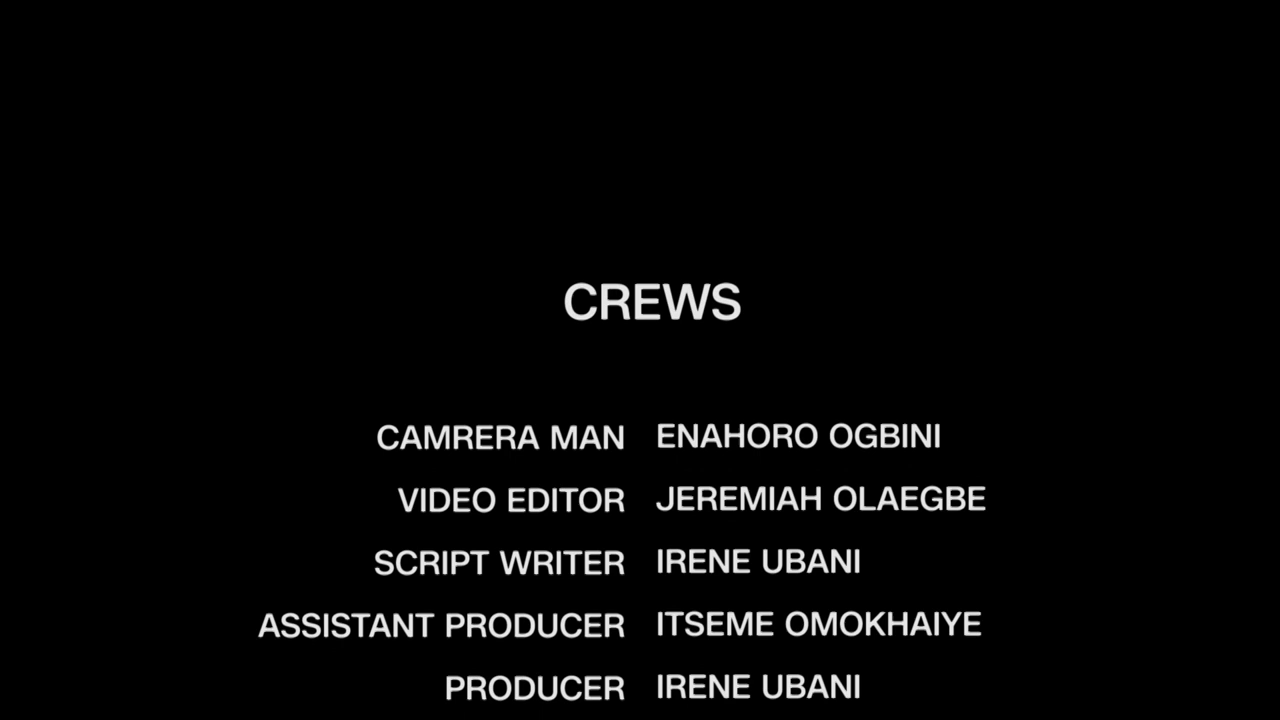 CREWS
CAMRERA MAN ENAHORO OGBINI
VIDEO EDITOR JEREMIAH OLAEGBE
SCRIPT WRITER IRENE UBANI
ASSISTANT PRODUCER ITSEME OMOKHAIYE
PRODUCER IRENE UBANI